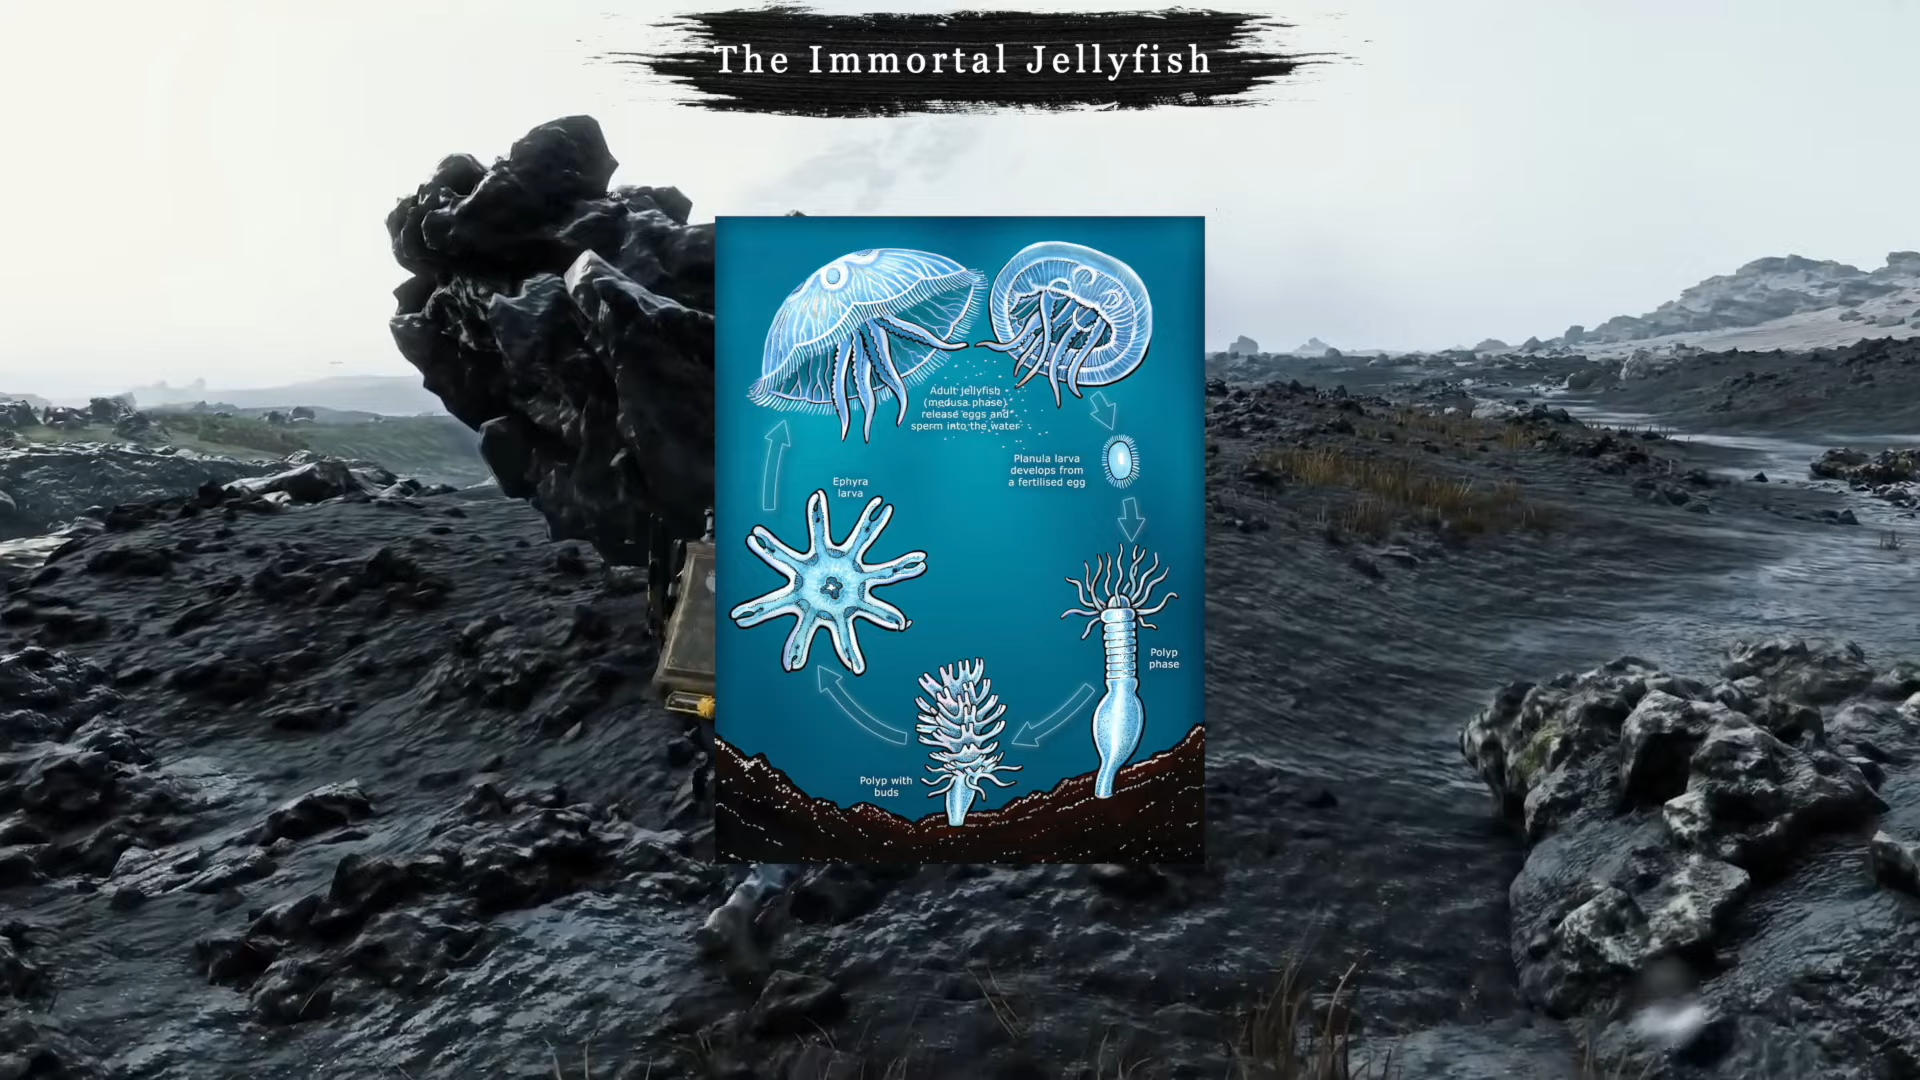 The Immortal Jellyfish
Adult jellyfish
(medusa phase)
release eggs and
sperm into the water
Planula larva
develops from
a fertilised egg
Ephyra
larva
Polyp
phase
Polyp with
buds